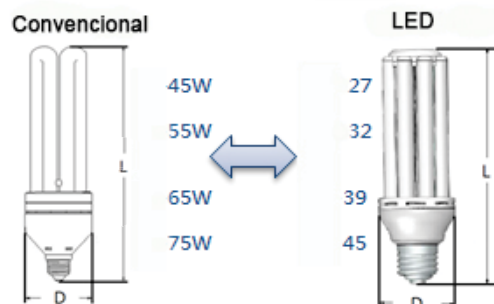 Convencional LED
45W 27
55W 32
L L
65W 39
75W 45
D D